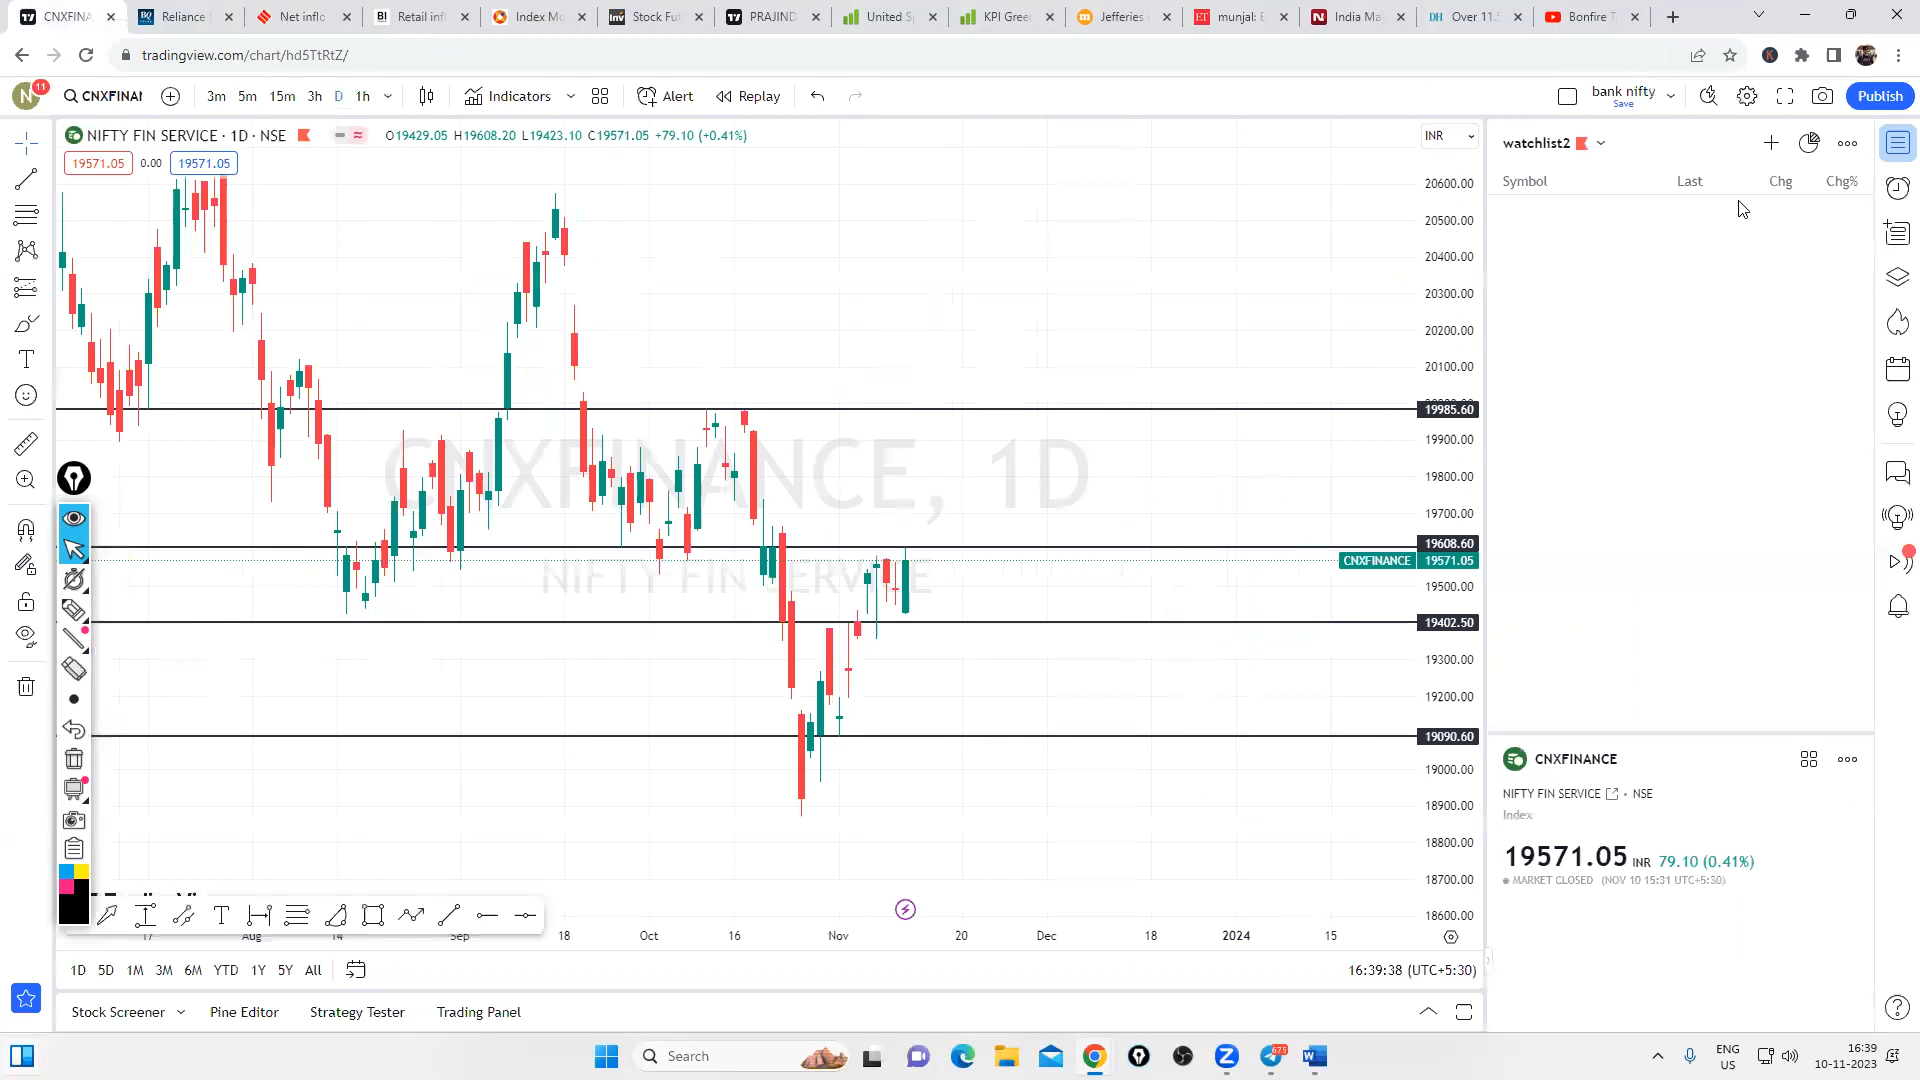 CNXFINA
Reliance
Net inflo
Retail infl
Index Mo
Stock Fut
PRAJIND
United Sp
KPI Gree
Jefferies
munjal: E
India Ma
Over 11.
Bonfire T
tradingview.com/chart/hd5TtRtZ/
N 11 CNXFINAN 3m 5m 15m 3h D 1h Indicators Alert Replay bank nifty Save Publish
NIFTY FIN SERVICE · 1D · NSE O19429.05 H19608.20 L19423.10 C19571.05 +79.10 (+0.41%) INR
19571.05 0.00 19571.05
watchlist2
Symbol Last Chg Chg%
20600.00
20500.00
20400.00
20300.00
20200.00
20100.00
19985.60
19900.00
19800.00
19700.00
19608.60
CNXFINANCE 19571.05
19500.00
19402.50
19300.00
19200.00
19090.60
19000.00
18900.00
18800.00
18700.00
18600.00
CNXFINANCE, 1D
NIFTY FIN SERVICE
CNXFINANCE
NIFTY FIN SERVICE • NSE
Index
19571.05 INR 79.10 (0.41%)
MARKET CLOSED (NOV 10 15:31 UTC+5:30)
17 Aug 14 Sep 18 Oct 16 Nov 20 Dec 18 2024 15
1D 5D 1M 3M 6M YTD 1Y 5Y All 16:39:38 (UTC+5:30)
Stock Screener Pine Editor Strategy Tester Trading Panel
Search 675 ENG US 16:39 10-11-2023